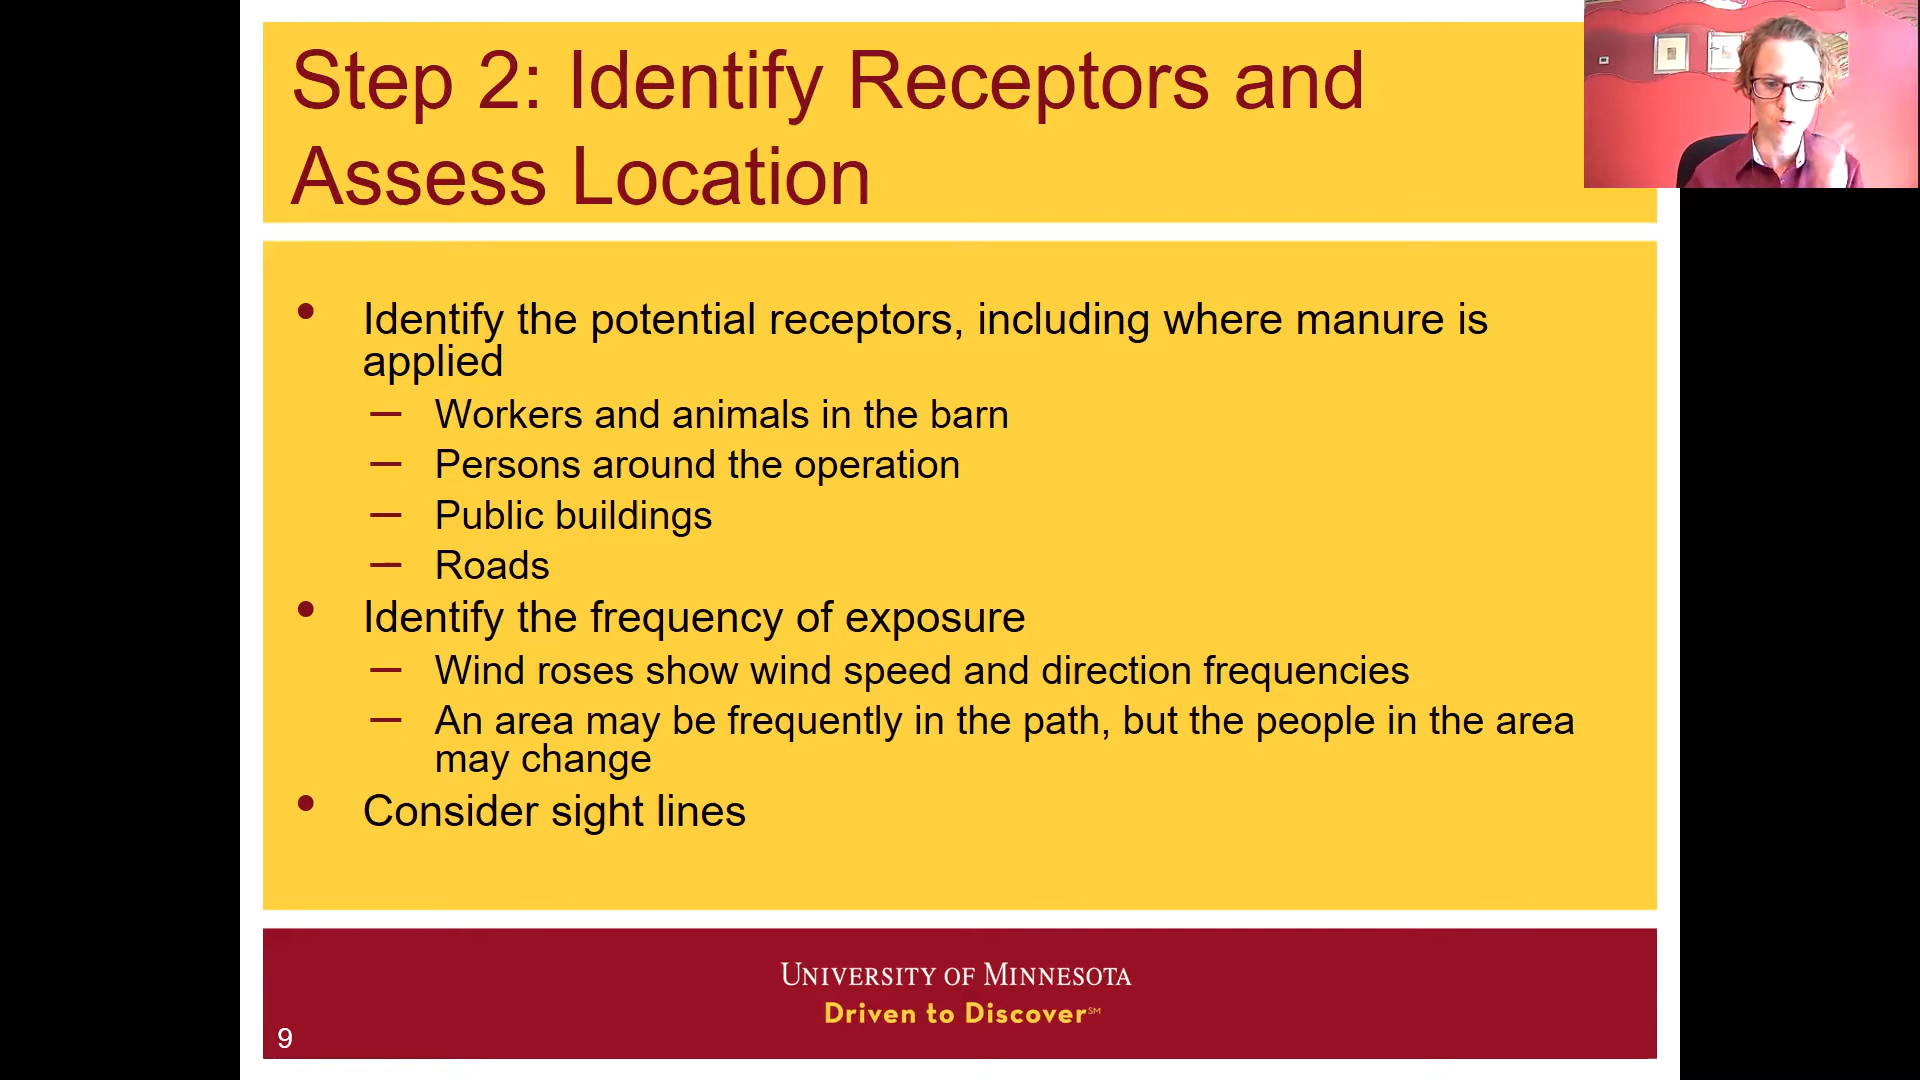 Step 2: Identify Receptors and
Assess Location
• Identify the potential receptors, including where manure is
applied
— Workers and animals in the barn
— Persons around the operation
— Public buildings
— Roads
• Identify the frequency of exposure
— Wind roses show wind speed and direction frequencies
— An area may be frequently in the path, but the people in the area
may change
• Consider sight lines
UNIVERSITY OF MINNESOTA
Driven to Discover℠
9